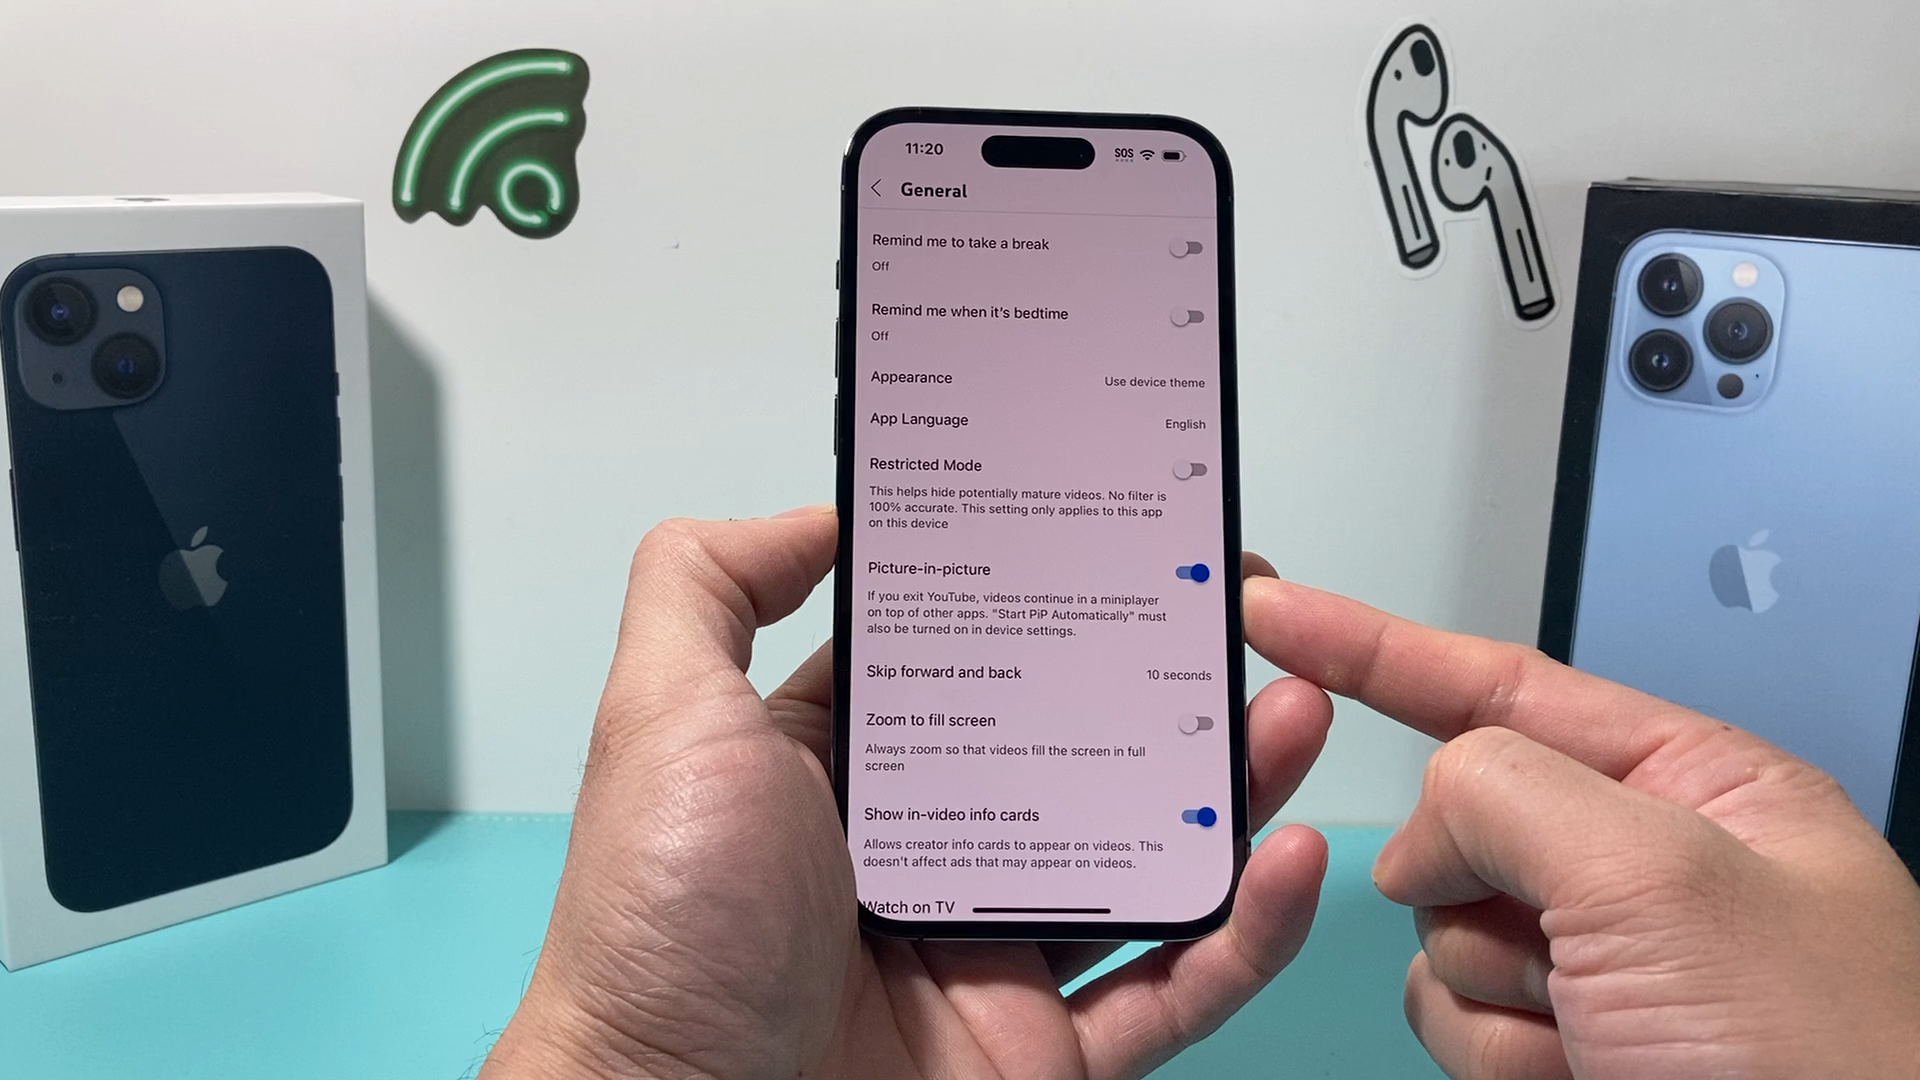 11:20
SOS
General
Remind me to take a break
Off
Remind me when it's bedtime
Off
Appearance
Use device theme
App Language
English
Restricted Mode
This helps hide potentially mature videos. No filter is
100% accurate. This setting only applies to this app
on this device
Picture-in-picture
If you exit YouTube, videos continue in a miniplayer
on top of other apps. "Start PiP Automatically" must
also be turned on in device settings.
Skip forward and back
10 seconds
Zoom to fill screen
Always zoom so that videos fill the screen in full
screen
Show in-video info cards
Allows creator info cards to appear on videos. This
doesn't affect ads that may appear on videos.
Watch on TV